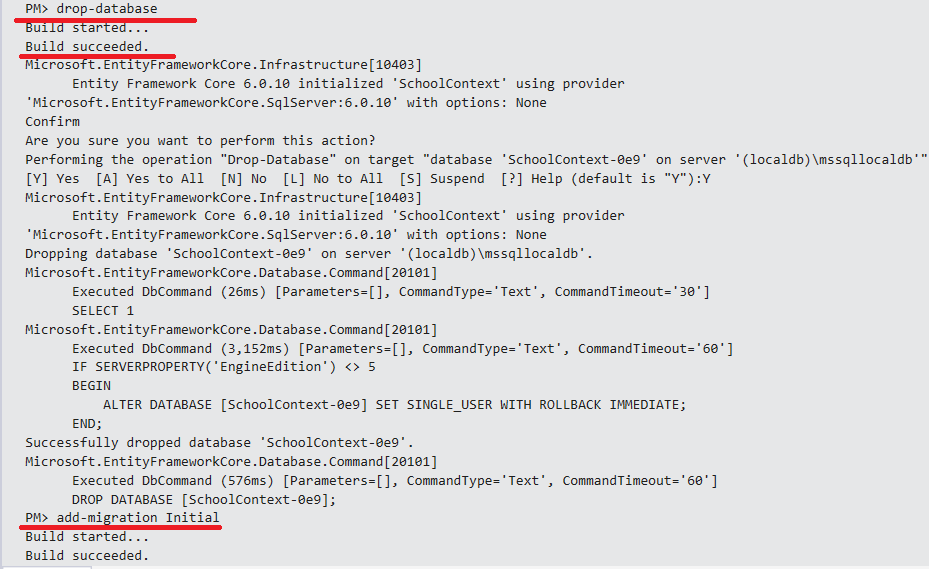 PM> drop-database
Build started...
Build succeeded.
Microsoft.EntityFrameworkCore.Infrastructure[10403]
Entity Framework Core 6.0.10 initialized 'SchoolContext' using provider
'Microsoft.EntityFrameworkCore.SqlServer:6.0.10' with options: None
Confirm
Are you sure you want to perform this action?
Performing the operation "Drop-Database" on target "database 'SchoolContext-0e9' on server '(localdb)\mssqllocaldb'"
[Y] Yes  [A] Yes to All  [N] No  [L] No to All  [S] Suspend  [?] Help (default is "Y"):Y
Microsoft.EntityFrameworkCore.Infrastructure[10403]
Entity Framework Core 6.0.10 initialized 'SchoolContext' using provider
'Microsoft.EntityFrameworkCore.SqlServer:6.0.10' with options: None
Dropping database 'SchoolContext-0e9' on server '(localdb)\mssqllocaldb'.
Microsoft.EntityFrameworkCore.Database.Command[20101]
Executed DbCommand (26ms) [Parameters=[], CommandType='Text', CommandTimeout='30']
SELECT 1
Microsoft.EntityFrameworkCore.Database.Command[20101]
Executed DbCommand (3,152ms) [Parameters=[], CommandType='Text', CommandTimeout='60']
IF SERVERPROPERTY('EngineEdition') <> 5
BEGIN
ALTER DATABASE [SchoolContext-0e9] SET SINGLE_USER WITH ROLLBACK IMMEDIATE;
END;
Successfully dropped database 'SchoolContext-0e9'.
Microsoft.EntityFrameworkCore.Database.Command[20101]
Executed DbCommand (576ms) [Parameters=[], CommandType='Text', CommandTimeout='60']
DROP DATABASE [SchoolContext-0e9];
PM> add-migration Initial
Build started...
Build succeeded.